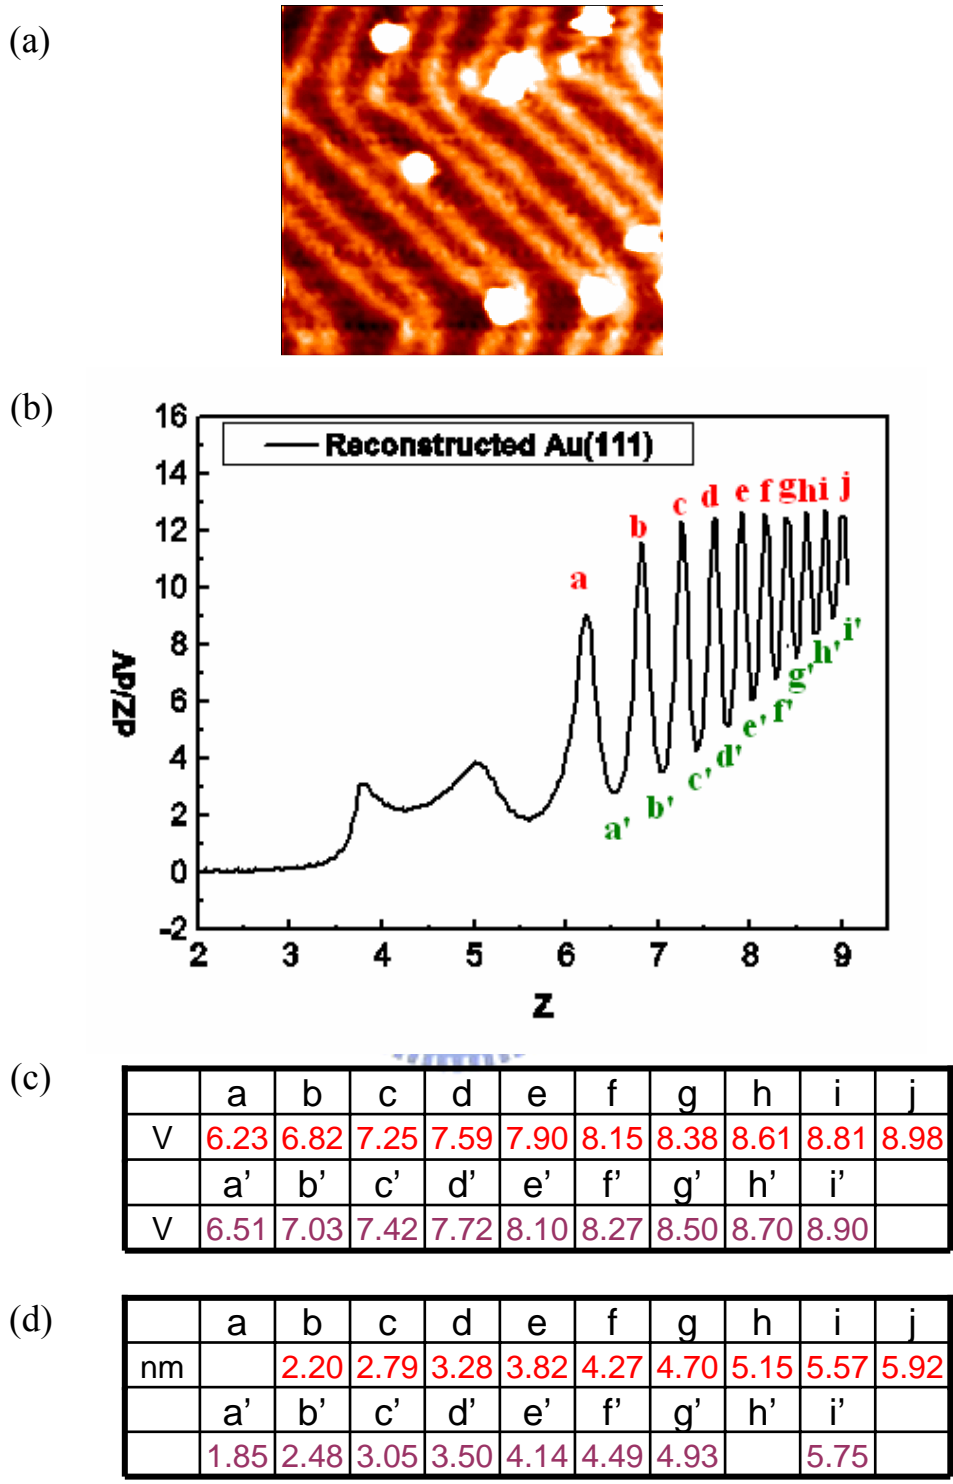 (a)
(b)
16
14
12
10
8
6
4
2
0
-2
dZ/dV
Reconstructed Au(111)
a b c d e f g h i j
a' b' c' d' e' f' g' h' i'
2 3 4 5 6 7 8 9
Z
(c)
a b c d e f g h i j
V 6.23 6.82 7.25 7.59 7.90 8.15 8.38 8.61 8.81 8.98
a’ b’ c’ d’ e’ f’ g’ h’ i’
V 6.51 7.03 7.42 7.72 8.10 8.27 8.50 8.70 8.90
(d)
a b c d e f g h i j
nm 2.20 2.79 3.28 3.82 4.27 4.70 5.15 5.57 5.92
a’ b’ c’ d’ e’ f’ g’ h’ i’
1.85 2.48 3.05 3.50 4.14 4.49 4.93 5.75